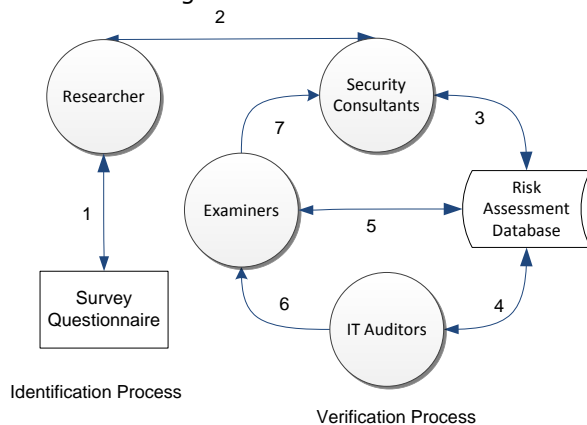 2
Researcher
Security
Consultants
7
3
1
Examiners
5
Risk
Assessment
Database
Survey
Questionnaire
6
IT Auditors
4
Identification Process
Verification Process